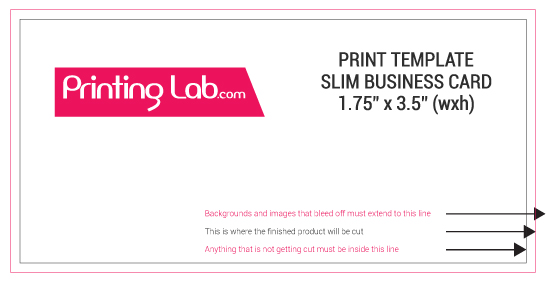 Printing Lab.com
PRINT TEMPLATE
SLIM BUSINESS CARD
1.75" x 3.5" (wxh)
Backgrounds and images that bleed off must extend to this line
This is where the finished product will be cut
Anything that is not getting cut must be inside this line